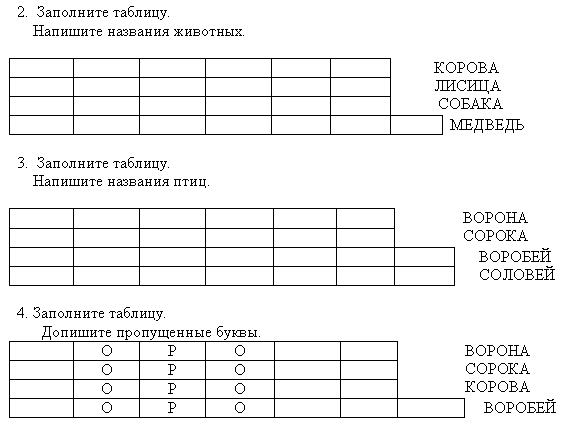 2. Заполните таблицу.
Напишите названия животных.
КОРОВА
ЛИСИЦА
СОБАКА
МЕДВЕДЬ
3. Заполните таблицу.
Напишите названия птиц.
ВОРОНА
СОРОКА
ВОРОБЕЙ
СОЛОВЕЙ
4. Заполните таблицу.
Допишите пропущенные буквы.
О Р О ВОРОНА
О Р О СОРОКА
О Р О КОРОВА
О Р О ВОРОБЕЙ